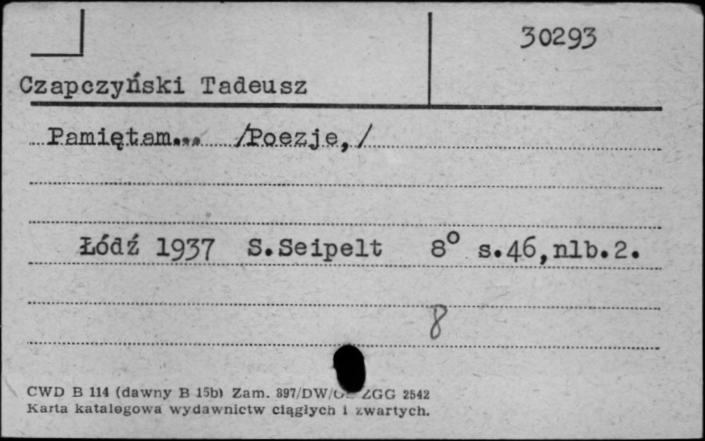 30293
Czapczyński Tadeusz
Pamiętam... /Poezje,/
Łódź 1937 S.Seipelt 8° s.46,nlb.2.
8
CWD B 114 (dawny B 15b) Zam. 897/DW/ ZGG 2542
Karta katalogowa wydawnictw ciągłych i zwartych.